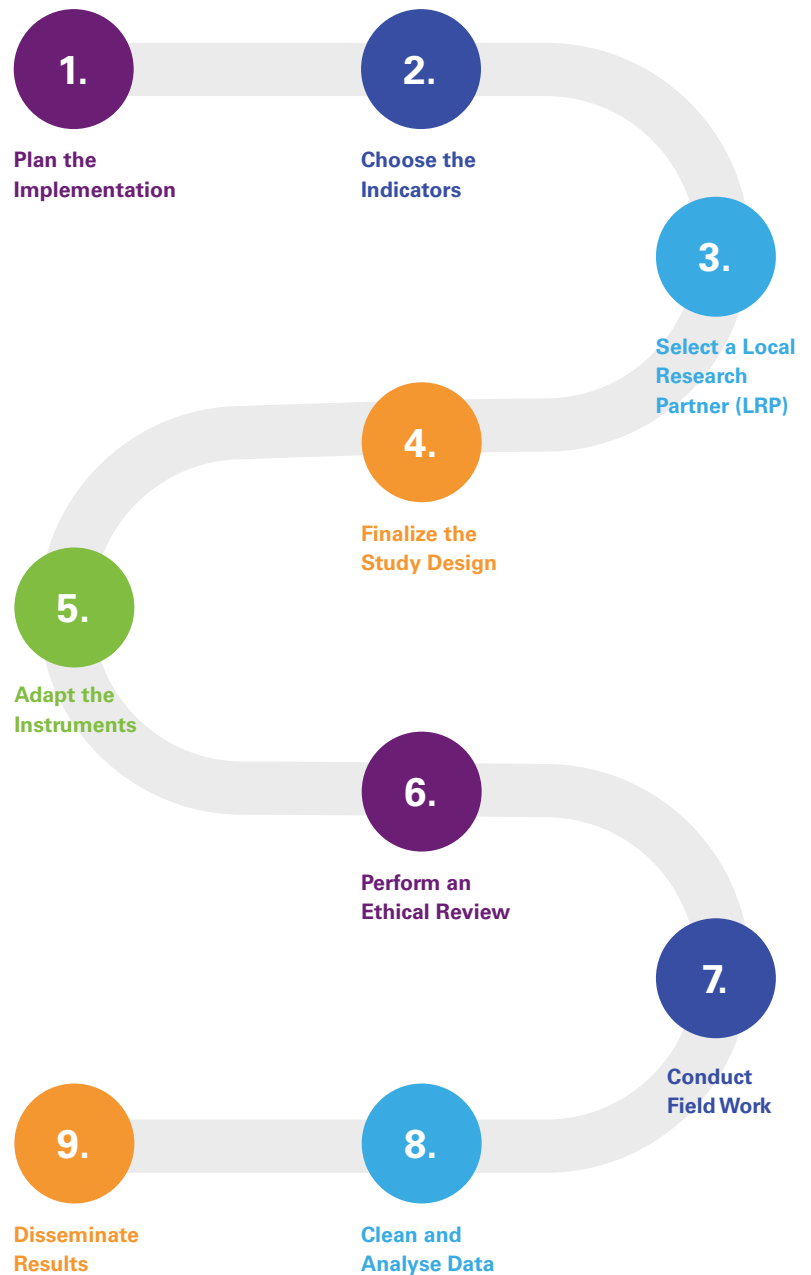 1.
Plan the
Implementation
2.
Choose the
Indicators
3.
Select a Local
Research
Partner (LRP)
4.
Finalize the
Study Design
5.
Adapt the
Instruments
6.
Perform an
Ethical Review
7.
Conduct
Field Work
8.
Clean and
Analyse Data
9.
Disseminate
Results